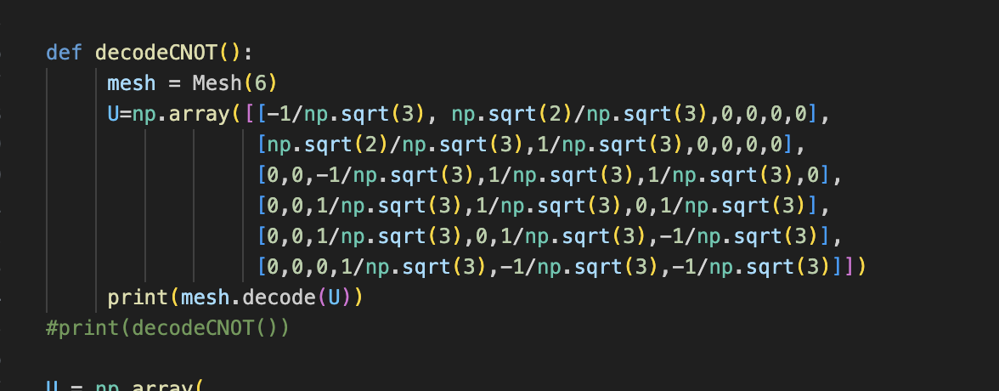 def decodeCNOT():
mesh = Mesh(6)
U=np.array([[-1/np.sqrt(3), np.sqrt(2)/np.sqrt(3),0,0,0,0],
[np.sqrt(2)/np.sqrt(3),1/np.sqrt(3),0,0,0,0],
[0,0,-1/np.sqrt(3),1/np.sqrt(3),1/np.sqrt(3),0],
[0,0,1/np.sqrt(3),1/np.sqrt(3),0,1/np.sqrt(3)],
[0,0,1/np.sqrt(3),0,1/np.sqrt(3),-1/np.sqrt(3)],
[0,0,0,1/np.sqrt(3),-1/np.sqrt(3),-1/np.sqrt(3)]])
print(mesh.decode(U))
#print(decodeCNOT())
U = np.array(